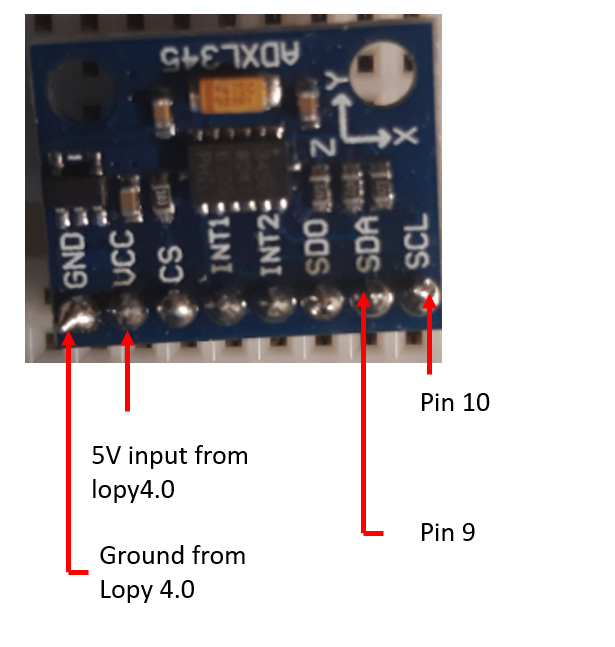 ADXL345
Y
X
Z
GND
VCC
CS
INT1
INT2
SDO
SDA
SCL
Pin 10
5V input from
lopy4.0
Pin 9
Ground from
Lopy 4.0